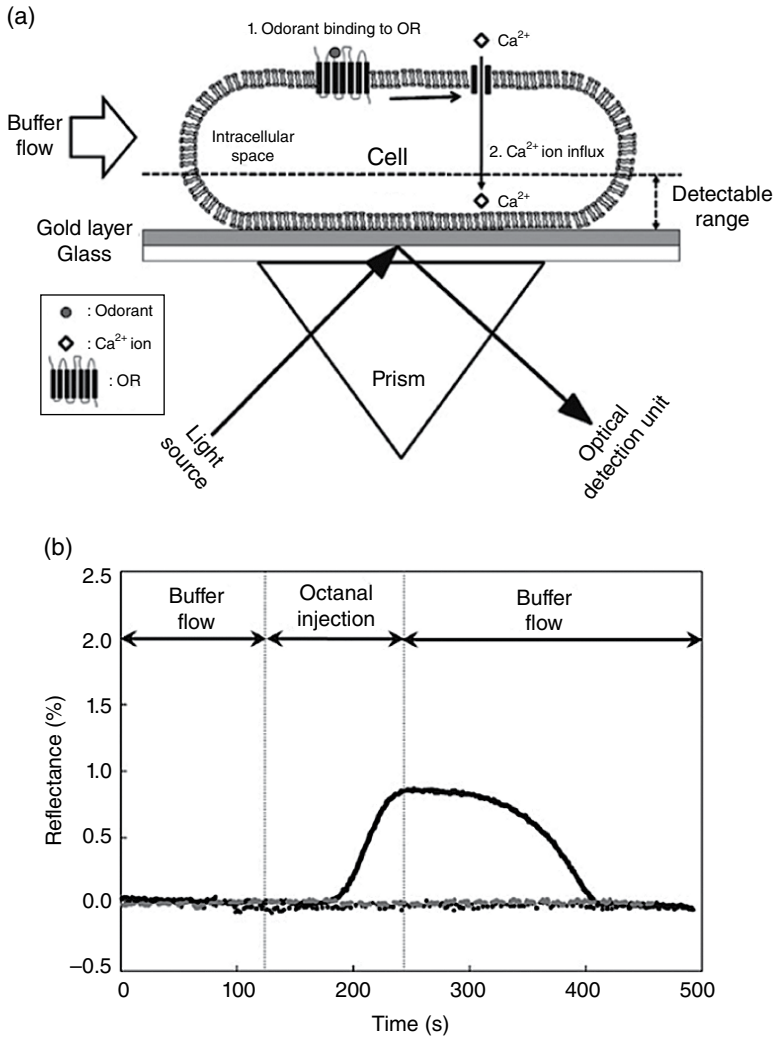 (a)
1. Odorant binding to OR
Ca2+
Buffer
flow
Intracellular
space
Cell
2. Ca2+ ion influx
Ca2+
Detectable
range
Gold layer
Glass
: Odorant
: Ca2+ ion
: OR
Prism
Light
source
Optical
detection unit
(b)
2.5
2.0
1.5
1.0
0.5
0.0
–0.5
Reflectance (%)
Buffer
flow
Octanal
injection
Buffer
flow
0
100
200
300
400
500
Time (s)